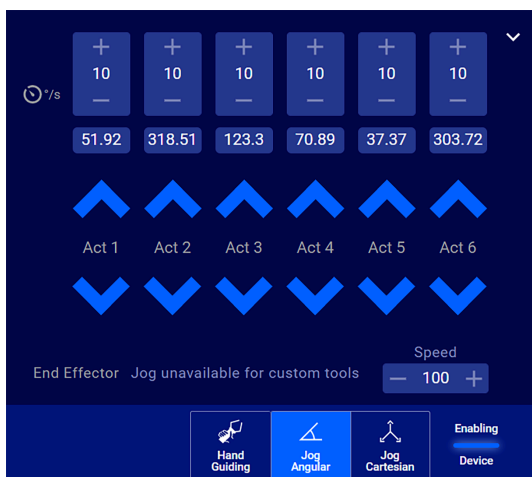 + + + + + +
°/s 10 10 10 10 10 10
— — — — — —
51.92 318.51 123.3 70.89 37.37 303.72
Act 1 Act 2 Act 3 Act 4 Act 5 Act 6
Speed
End Effector Jog unavailable for custom tools — 100 +
Hand Guiding
Jog Angular
Jog Cartesian
Enabling
Device